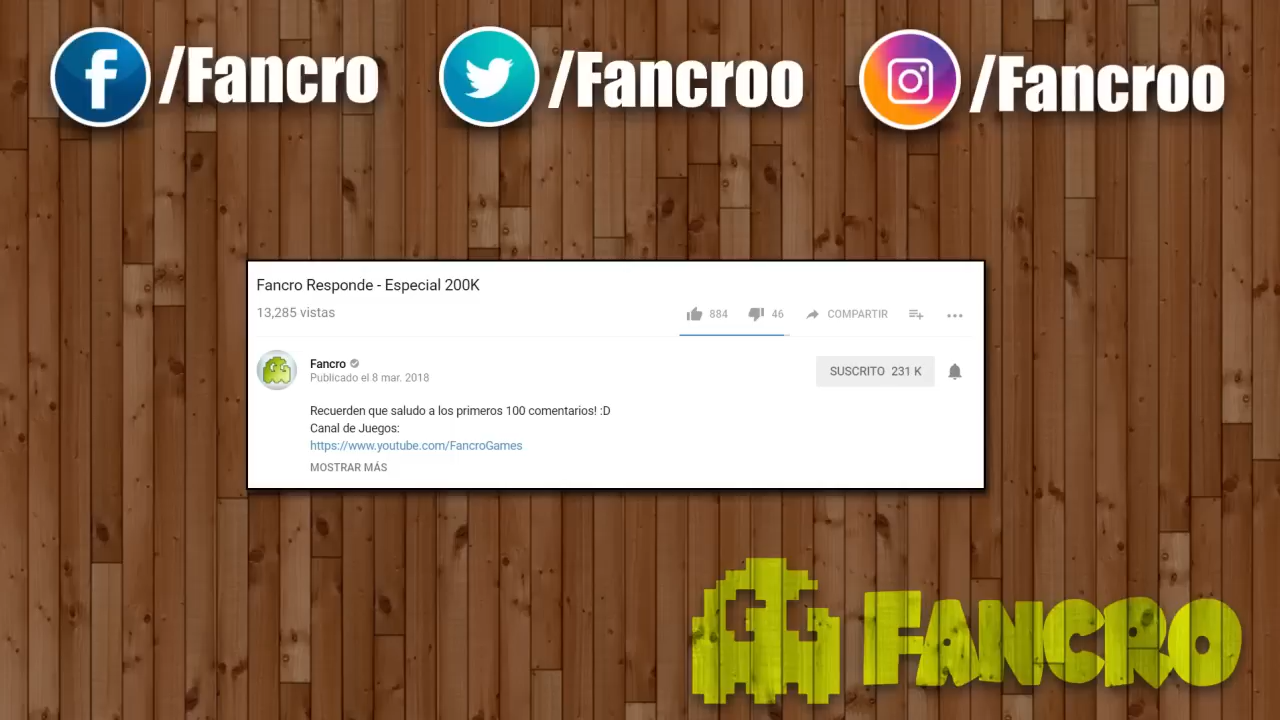 /Fancro
/Fancroo
/Fancroo
Fancro Responde - Especial 200K
13,285 vistas
884
46
COMPARTIR
Fancro
Publicado el 8 mar. 2018
SUSCRITO 231 K
Recuerden que saludo a los primeros 100 comentarios! :D
Canal de Juegos:
https://www.youtube.com/FancroGames
MOSTRAR MÁS
FANCRO